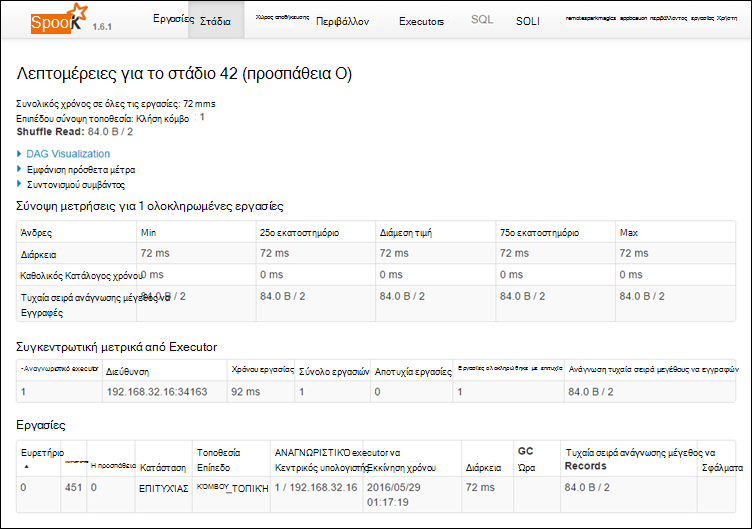 Spook 1.6.1 Εργασίες Στάδια Χώρος αποθήκευσης Περιβάλλον Executors SQL SOLI remotesparkmagics εφαρμογών περιβάλλοντος εργασίας Χρήστη
Λεπτομέρειες για το στάδιο 42 (προσπάθεια Ο)
Συνολικός χρόνος σε όλες τις εργασίες: 72 mms
Επιπέδου σύνοψη τοποθεσία: Κλήση κόμβο 1
Shuffle Read: 84.0 B / 2
DAG Visualization
Εμφάνιση πρόσθετα μέτρα
Συντονισμού συμβάντος
Σύνοψη μετρήσεις για 1 ολοκληρωμένες εργασίες
Άνδρες Min 25ο εκατοστημόριο Διάμεση τιμή 75ο εκατοστημόριο Max
Διάρκεια 72 ms 72 ms 72 ms 72 ms 72 ms
Καθολικός Κατάλογος χρόνου 0 ms 0 ms 0 ms 0 ms 0 ms
Τυχαία σειρά ανάγνωσης μέγεθος να 84.0 B / 2 84.0 B / 2 84.0 B / 2 84.0 B / 2 84.0 B / 2
Εγγραφές
Συγκεντρωτική μετρικά από Executor
-Αναγνωριστικό executor Διεύθυνση Χρόνου εργασίας Σύνολο εργασιών Αποτυχία εργασίες Εργασίες ολοκληρώθηκε με επιτυχία Ανάγνωση τυχαία σειρά μεγέθους να εγγραφών
1 192.168.32.16:34163 92 ms 1 0 1 84.0 B / 2
Εργασίες
Ευρετήριο Η προσπάθεια Κατάσταση Τοποθεσία Επίπεδο ΑΝΑΓΝΩΡΙΣΤΙΚΌ executor να Κεντρικός υπολογιστής Εκκίνηση χρόνου Διάρκεια GC Ώρα Τυχαία σειρά ανάγνωσης μέγεθος να Records Σφάλματα
0 451 0 ΕΠΙΤΥΧΊΑΣ ΚΌΜΒΟΥ_ΤΟΠΙΚΉ 1 / 192.168.32.16 2016/05/29 72 ms 84.0 B / 2
01:17:19